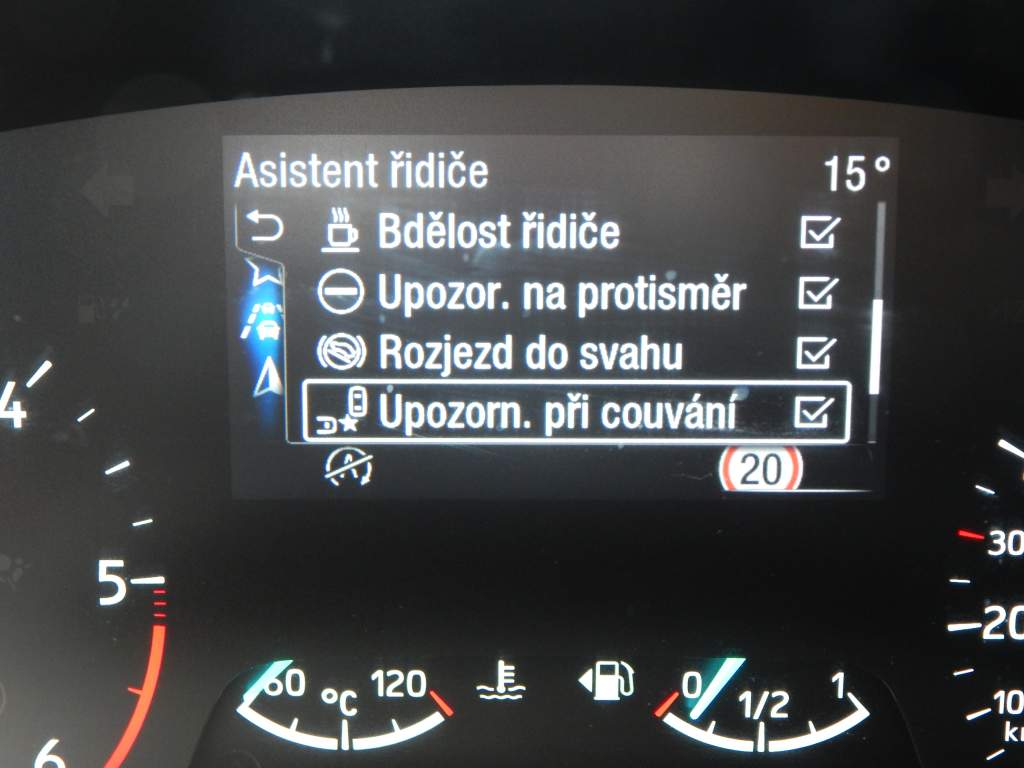 Asistent řidiče 15°
Bdělost řidiče
Upozor. na protisměr
Rozjezd do svahu
Upozorn. při couvání
A 20
4
5
6
60 °C 120
0 1/2 1
30
20
10